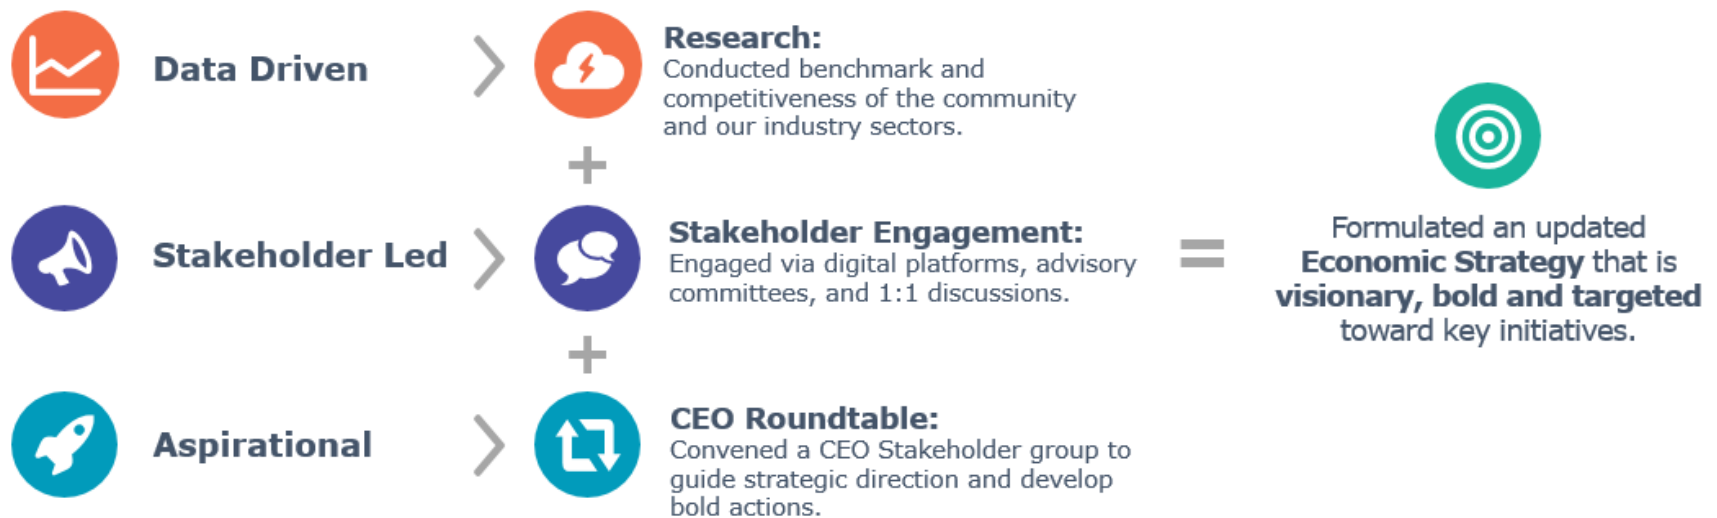 Data Driven
Research:
Conducted benchmark and
competitiveness of the community
and our industry sectors.
+
Stakeholder Led
Stakeholder Engagement:
Engaged via digital platforms, advisory
committees, and 1:1 discussions.
+
Aspirational
CEO Roundtable:
Convened a CEO Stakeholder group to
guide strategic direction and develop
bold actions.
=
Formulated an updated
Economic Strategy that is
visionary, bold and targeted
toward key initiatives.